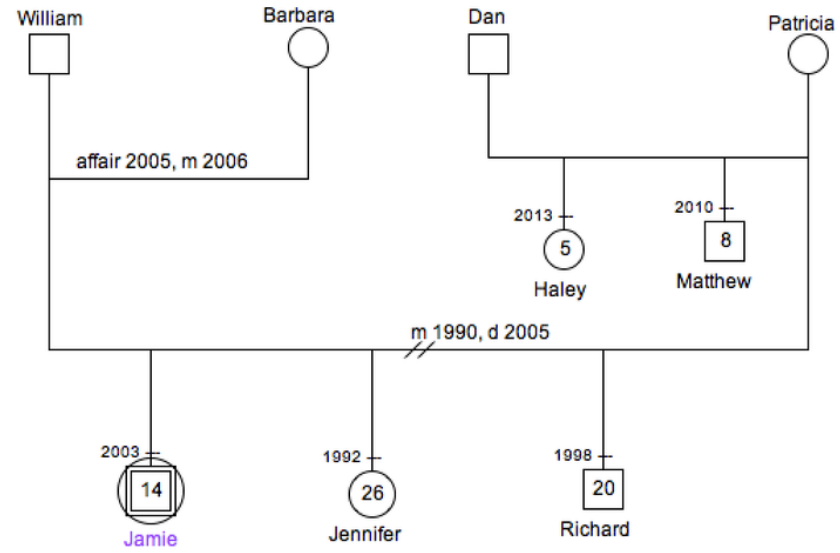 William
Barbara
Dan
Patricia
affair 2005, m 2006
2013
2010
5
8
Haley
Matthew
m 1990, d 2005
2003
1992
1998
14
26
20
Jamie
Jennifer
Richard